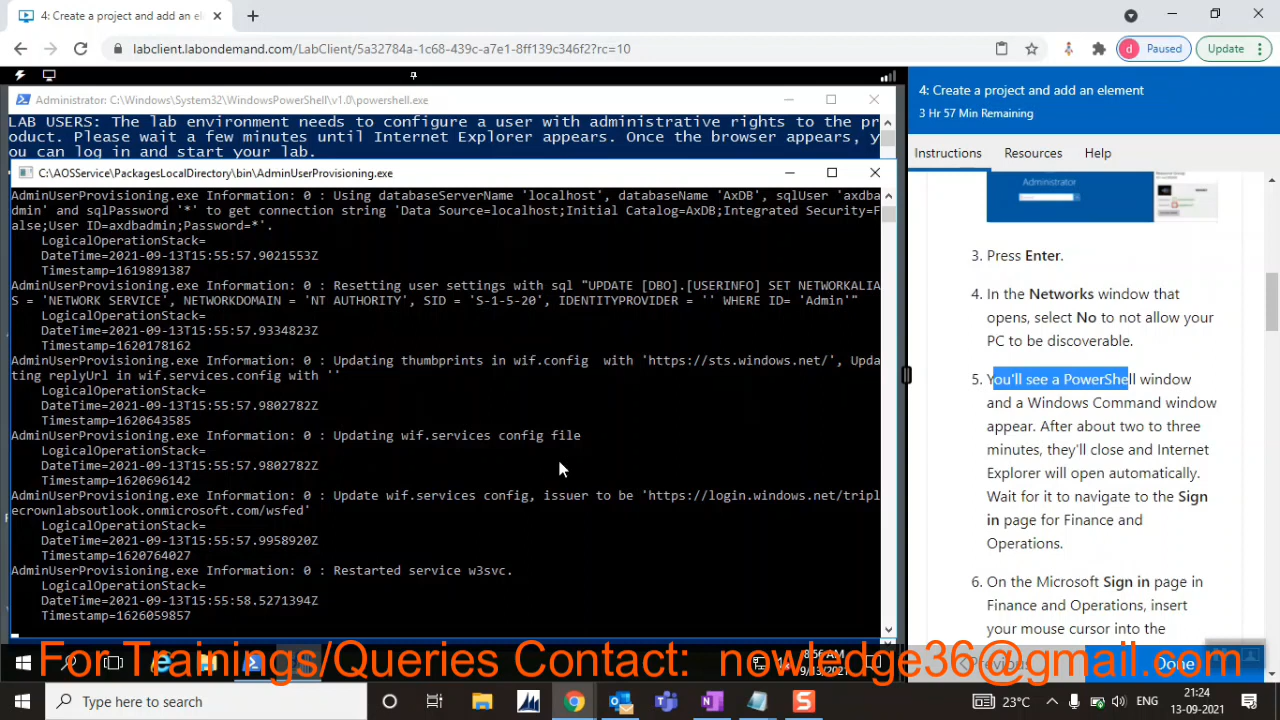 4: Create a project and add an ele
labclient.labondemand.com/LabClient/5a32784a-1c68-439c-a7e1-8ff139c346f2?rc=10
Paused
Update
Administrator: C:\Windows\System32\WindowsPowerShell\v1.0\powershell.exe
LAB USERS: The lab environment needs to configure a user with administrative rights to the pr
oduct. Please wait a few minutes until Internet Explorer appears. Once the browser appears, y
ou can log in and start your lab.
C:\AOSService\PackagesLocalDirectory\bin\AdminUserProvisioning.exe
AdminUserProvisioning.exe Information: 0 : Using databaseServerName 'localhost', databaseName 'AxDB', sqlUser 'axdba
dmin' and sqlPassword '*' to get connection string 'Data Source=localhost;Initial Catalog=AxDB;Integrated Security=F
alse;User ID=axdbadmin;Password=*'.
LogicalOperationStack=
DateTime=2021-09-13T15:55:57.9021553Z
Timestamp=1619891387
AdminUserProvisioning.exe Information: 0 : Resetting user settings with sql "UPDATE [DBO].[USERINFO] SET NETWORKALIA
S = 'NETWORK SERVICE', NETWORKDOMAIN = 'NT AUTHORITY', SID = 'S-1-5-20', IDENTITYPROVIDER = '' WHERE ID= 'Admin'"
LogicalOperationStack=
DateTime=2021-09-13T15:55:57.9334823Z
Timestamp=1620178162
AdminUserProvisioning.exe Information: 0 : Updating thumbprints in wif.config  with 'https://sts.windows.net/', Upda
ting replyUrl in wif.services.config with ''
LogicalOperationStack=
DateTime=2021-09-13T15:55:57.9802782Z
Timestamp=1620643585
AdminUserProvisioning.exe Information: 0 : Updating wif.services config file
LogicalOperationStack=
DateTime=2021-09-13T15:55:57.9802782Z
Timestamp=1620696142
AdminUserProvisioning.exe Information: 0 : Update wif.services config, issuer to be 'https://login.windows.net/tripl
ecrownlabsoutlook.onmicrosoft.com/wsfed'
LogicalOperationStack=
DateTime=2021-09-13T15:55:57.9958920Z
Timestamp=1620764027
AdminUserProvisioning.exe Information: 0 : Restarted service w3svc.
LogicalOperationStack=
DateTime=2021-09-13T15:55:58.5271394Z
Timestamp=1626059857
4: Create a project and add an element
3 Hr 57 Min Remaining
Instructions Resources Help
Administrator
3. Press Enter.
4. In the Networks window that
opens, select No to not allow your
PC to be discoverable.
5. You'll see a PowerShell window
and a Windows Command window
appear. After about two to three
minutes, they'll close and Internet
Explorer will open automatically.
Wait for it to navigate to the Sign
in page for Finance and
Operations.
6. On the Microsoft Sign in page in
Finance and Operations, insert
your mouse cursor into the
Previous
Done
8:56 AM
9/13/2021
For Trainings/Queries Contact: nowledge36@gmail.com
Type here to search
23°C
ENG
21:24
13-09-2021